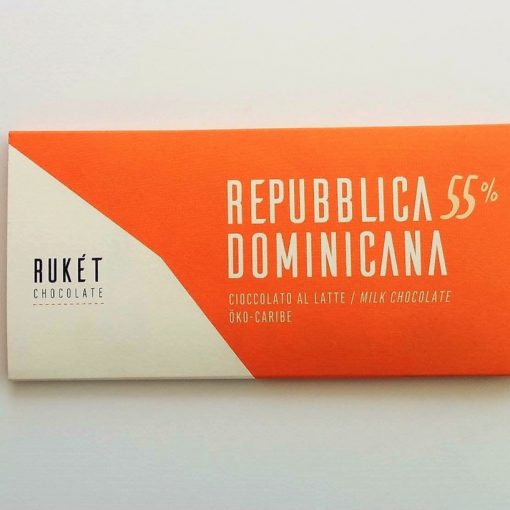 RUKÉT
CHOCOLATE
REPUBBLICA 55%
DOMINICANA
CIOCCOLATO AL LATTE / MILK CHOCOLATE
ÖKO-CARIBE